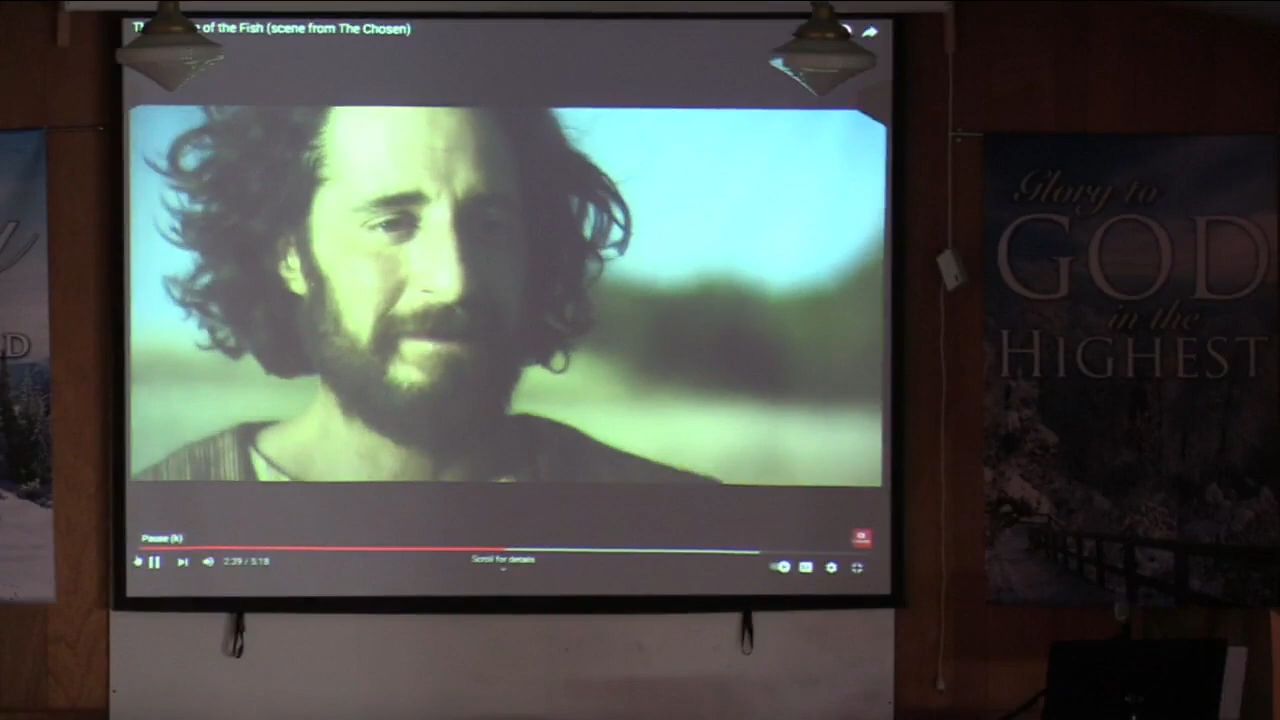 of the Fish (scene from The Chosen)
Glory to
GOD
in the
HIGHEST
Pause (k)
2:39 / 5:18
Scroll for details